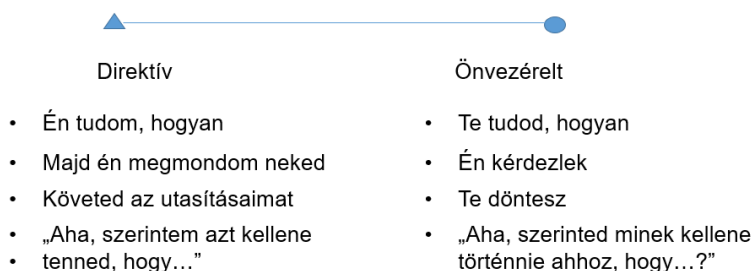 Direktív
• Én tudom, hogyan
• Majd én megmondom neked
• Követed az utasításaimat
• „Aha, szerintem azt kellene
• tenned, hogy…”
Önvezérelt
• Te tudod, hogyan
• Én kérdezlek
• Te döntesz
• „Aha, szerinted minek kellene
történnie ahhoz, hogy…?”